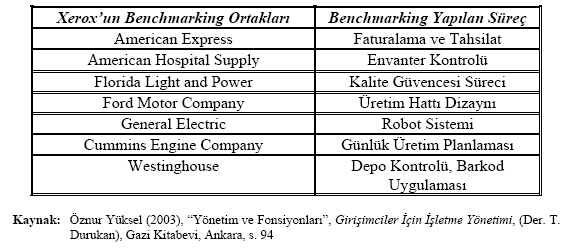 Xerox’un Benchmarking Ortakları Benchmarking Yapılan Süreç
American Express Faturalama ve Tahsilat
American Hospital Supply Envanter Kontrolü
Florida Light and Power Kalite Güvencesi Süreci
Ford Motor Company Üretim Hattı Dizaynı
General Electric Robot Sistemi
Cummins Engine Company Günlük Üretim Planlaması
Westinghouse Depo Kontrolü, Barkod
Uygulaması
Kaynak: Öznur Yüksel (2003), “Yönetim ve Fonsiyonları”, Girişimciler İçin İşletme Yönetimi, (Der. T.
Durukan), Gazi Kitabevi, Ankara, s. 94